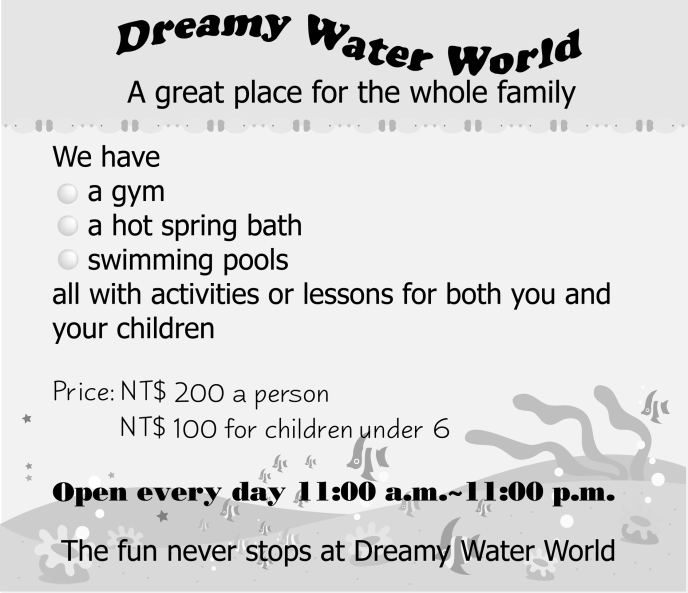 Dreamy Water World
A great place for the whole family
We have
a gym
a hot spring bath
swimming pools
all with activities or lessons for both you and
your children
Price: NT$ 200 a person
NT$ 100 for children under 6
Open every day 11:00 a.m.~11:00 p.m.
The fun never stops at Dreamy Water World